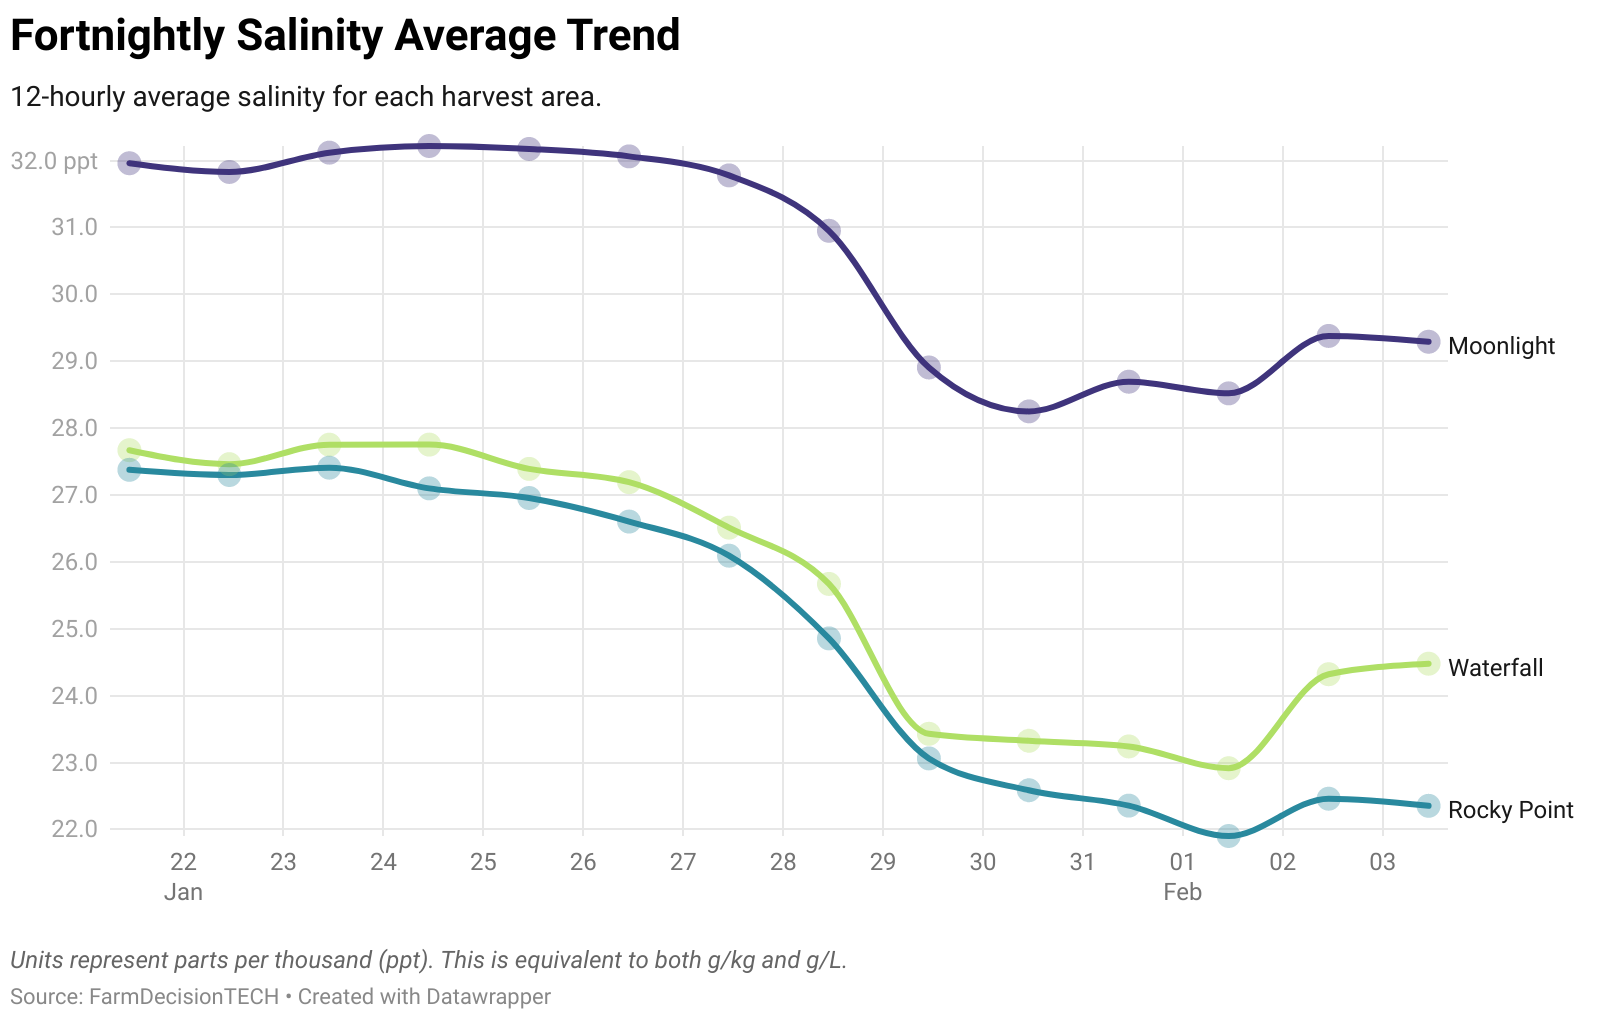 Fortnightly Salinity Average Trend
12-hourly average salinity for each harvest area.
32.0 ppt
31.0
30.0
29.0
28.0
27.0
26.0
25.0
24.0
23.0
22.0
Moonlight
Waterfall
Rocky Point
22 23 24 25 26 27 28 29 30 31 01 02 03
Jan Feb
Units represent parts per thousand (ppt). This is equivalent to both g/kg and g/L.
Source: FarmDecisionTECH • Created with Datawrapper